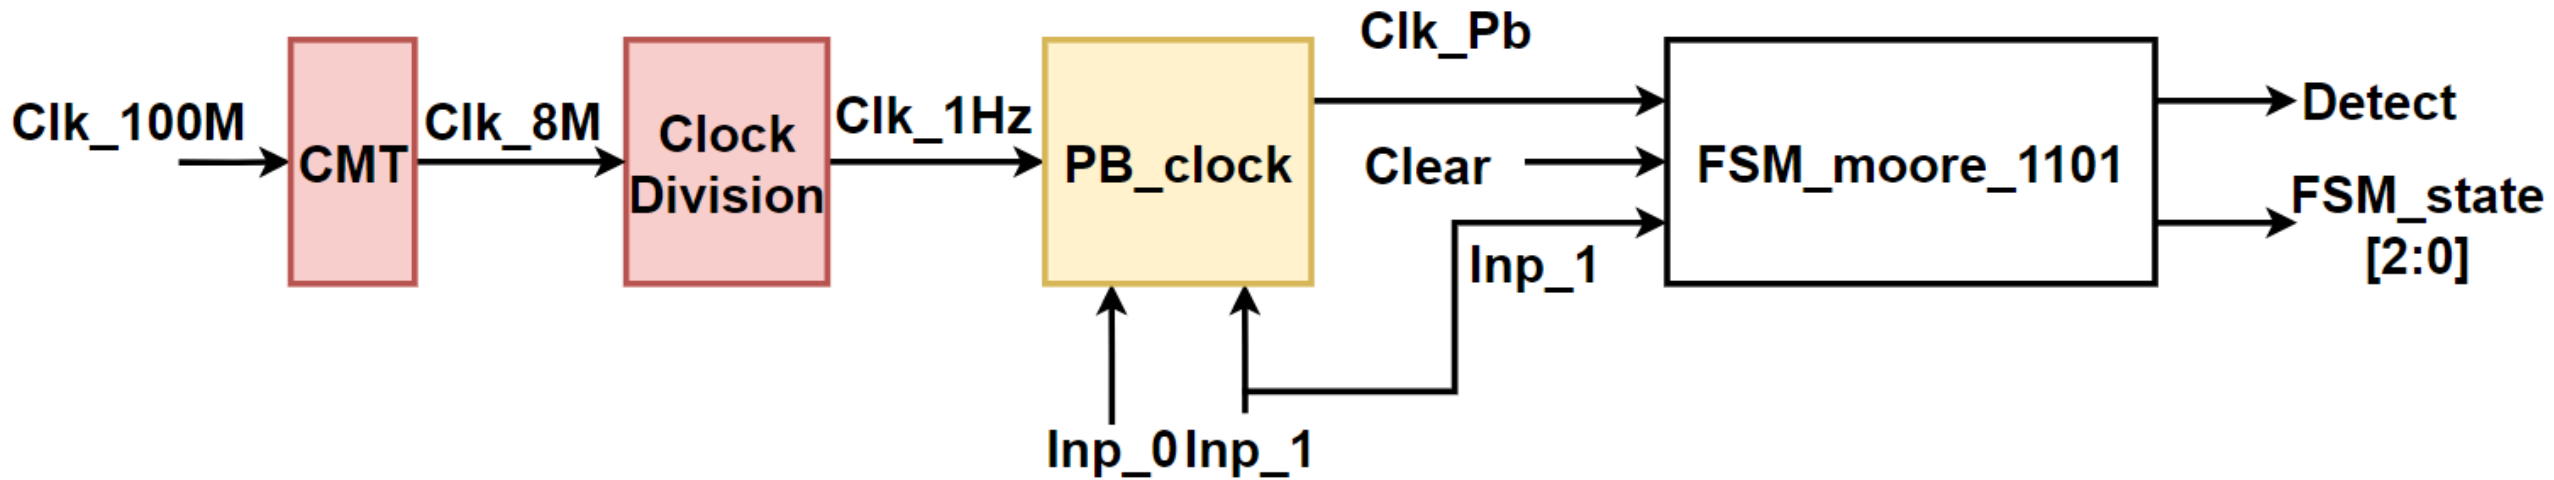 Clk_100M
CMT
Clk_8M
Clock
Division
Clk_1Hz
PB_clock
Inp_0
Inp_1
Clk_Pb
Clear
Inp_1
FSM_moore_1101
Detect
FSM_state
[2:0]